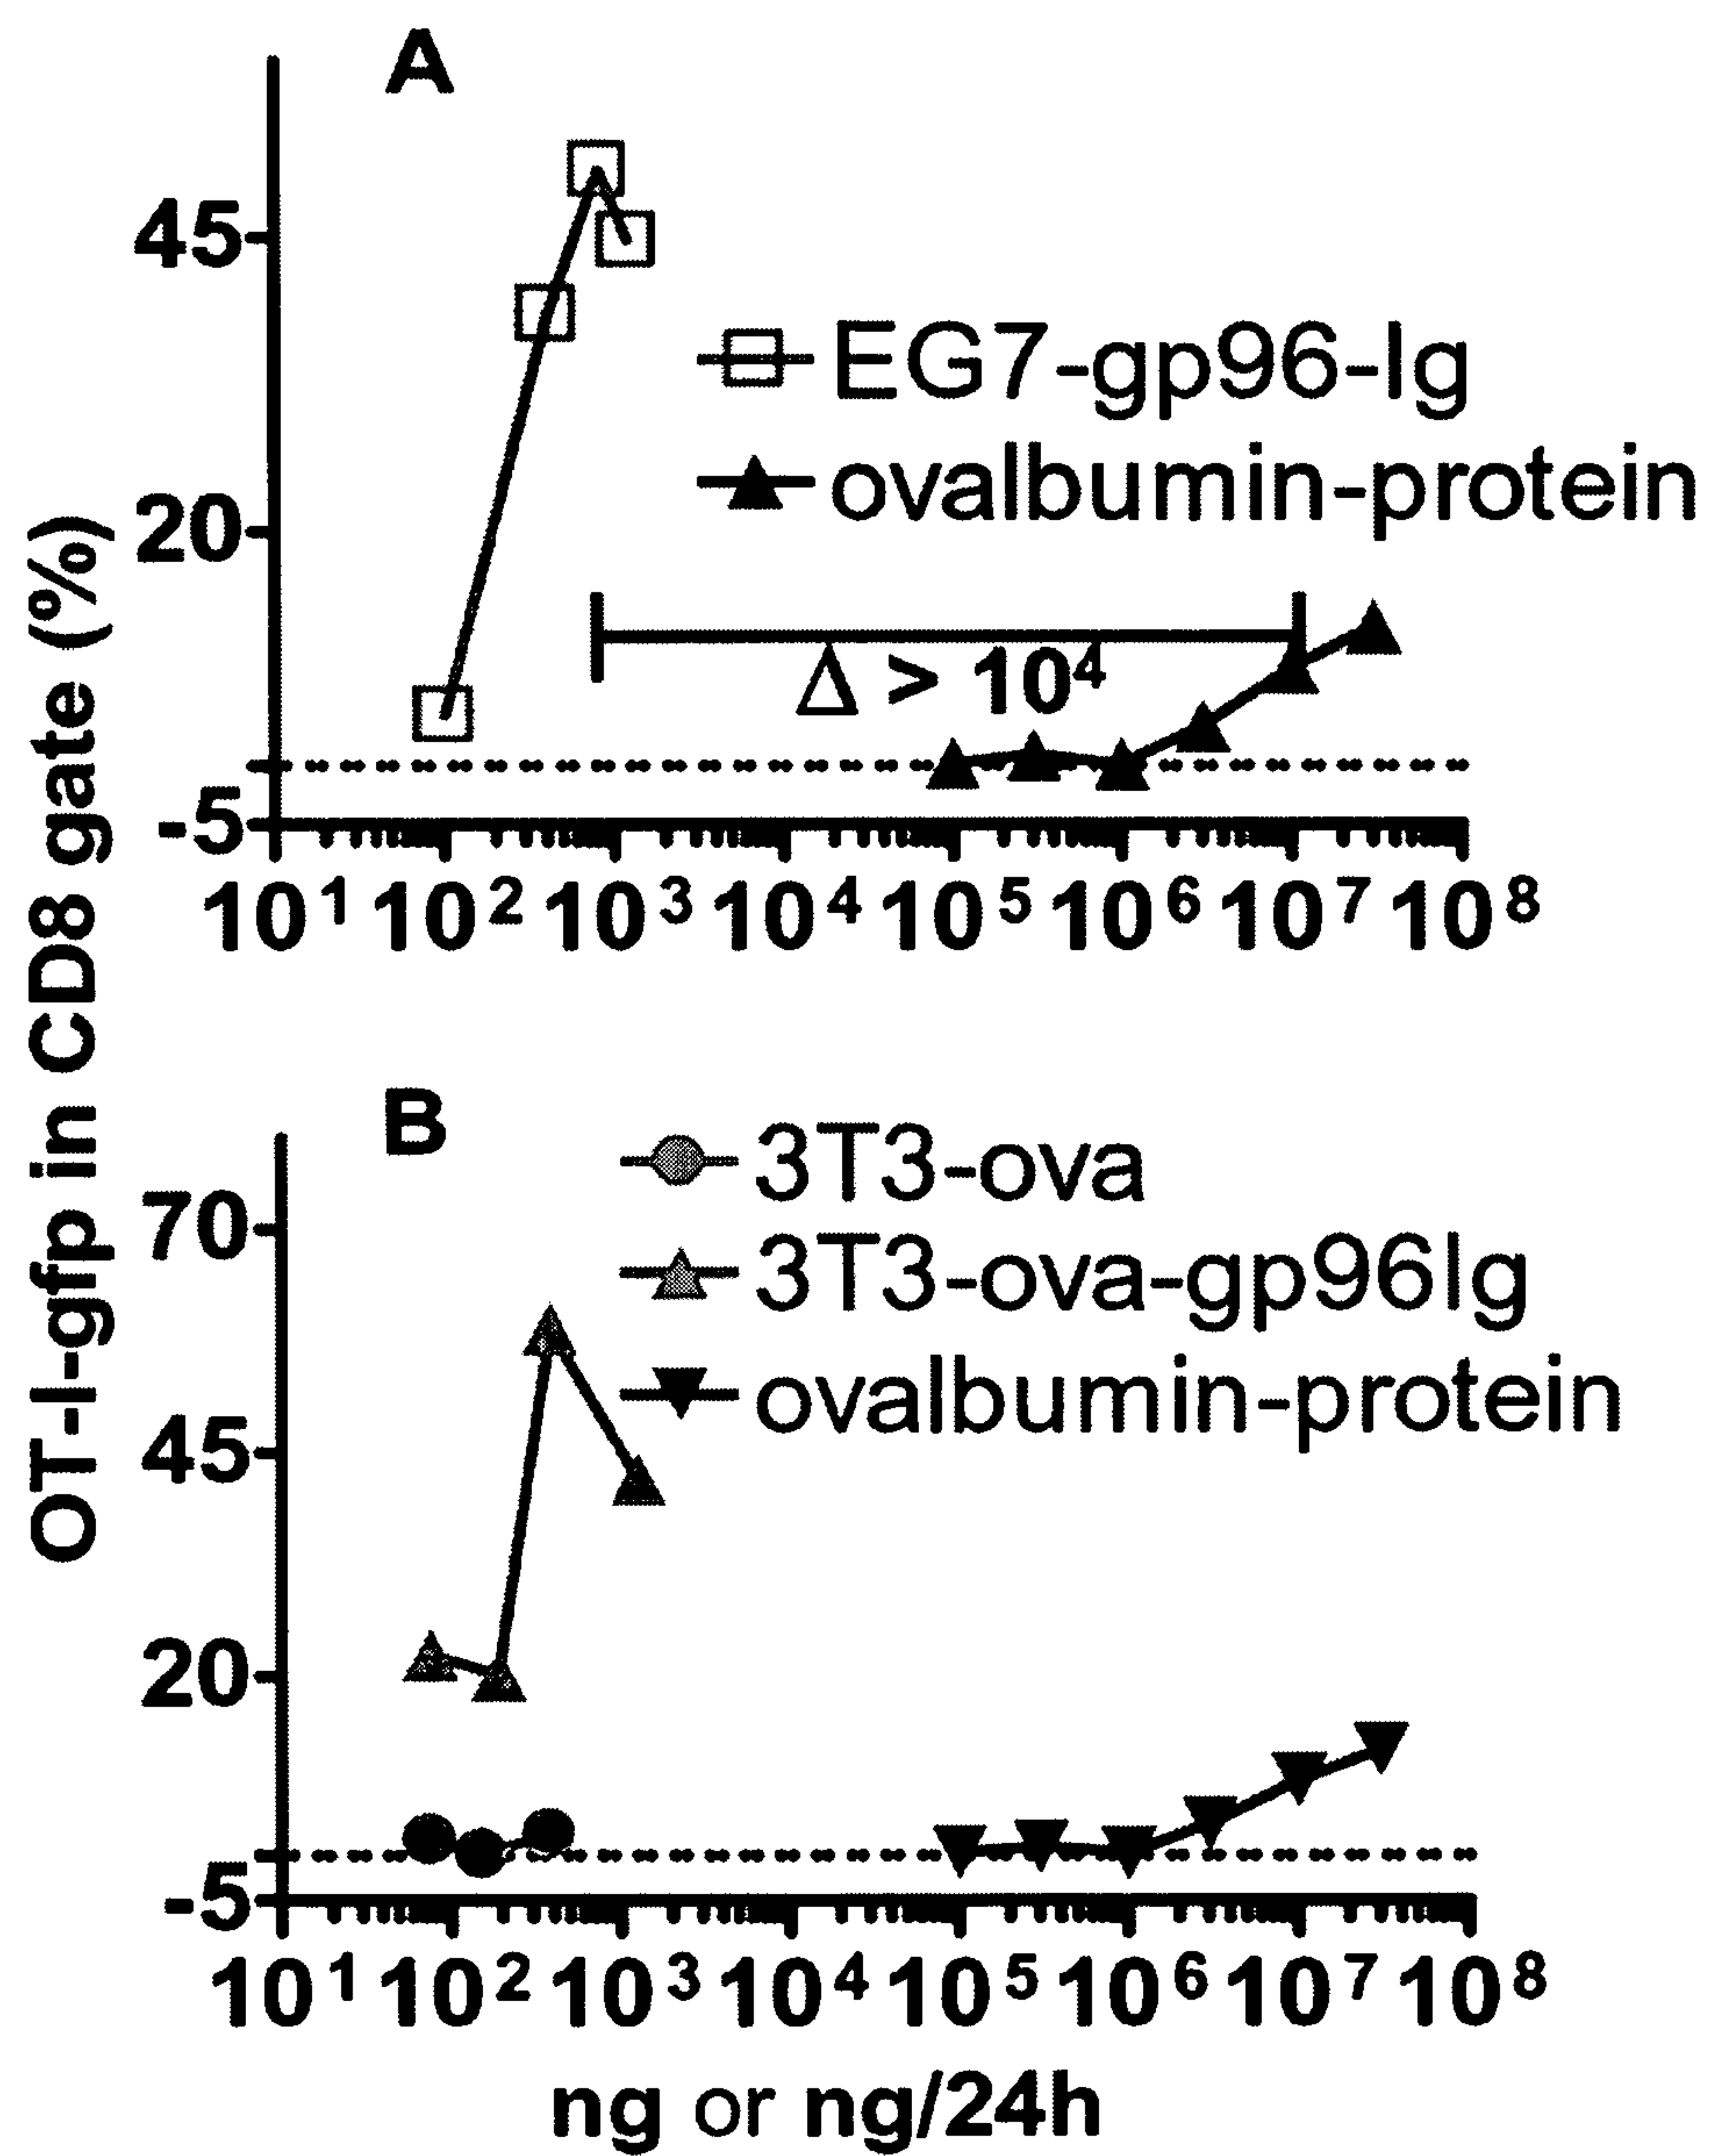 A
45
EG7-gp96-Ig
ovalbumin-protein
20
Δ > 10⁴
-5
10¹ 10² 10³ 10⁴ 10⁵ 10⁶ 10⁷ 10⁸
OT-I-gfp in CD8 gate (%)
B
3T3-ova
70
3T3-ova-gp96Ig
ovalbumin-protein
45
20
-5
10¹ 10² 10³ 10⁴ 10⁵ 10⁶ 10⁷ 10⁸
ng or ng/24h